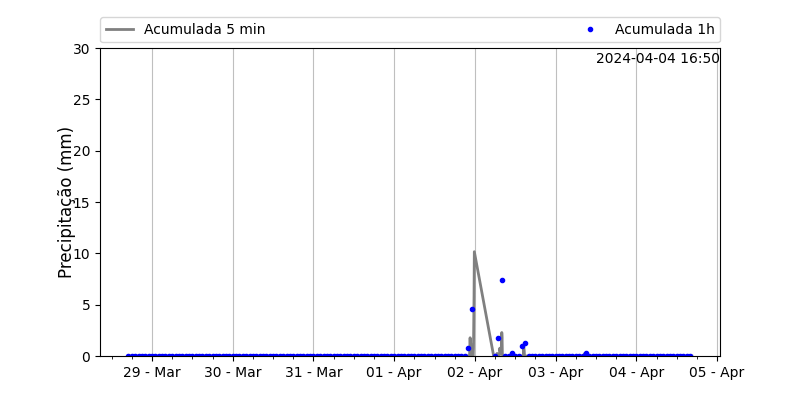 Acumulada 5 min
Acumulada 1h
2024-04-04 16:50
Precipitação (mm)
30
25
20
15
10
5
0
29 - Mar
30 - Mar
31 - Mar
01 - Apr
02 - Apr
03 - Apr
04 - Apr
05 - Apr